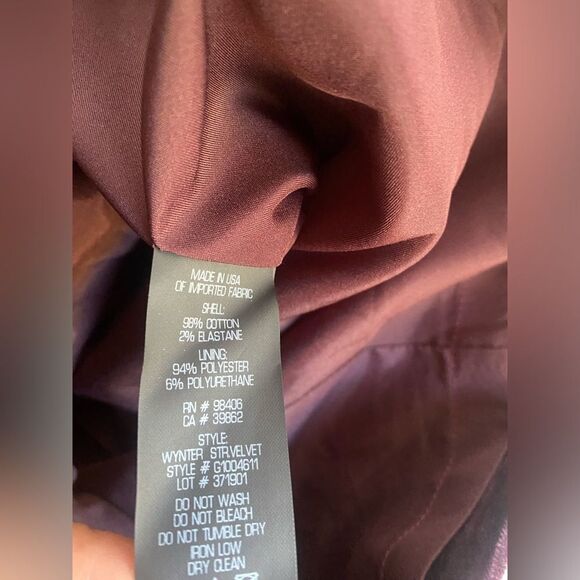 MADE IN USA
OF IMPORTED FABRIC
SHELL:
98% COTTON
2% ELASTANE
LINING:
94% POLYESTER
6% POLYURETHANE
RN # 98406
CA # 39862
STYLE:
WYNTER STR.VELVET
STYLE # G1004611
LOT # 371901
DO NOT WASH
DO NOT BLEACH
DO NOT TUMBLE DRY
IRON LOW
DRY CLEAN